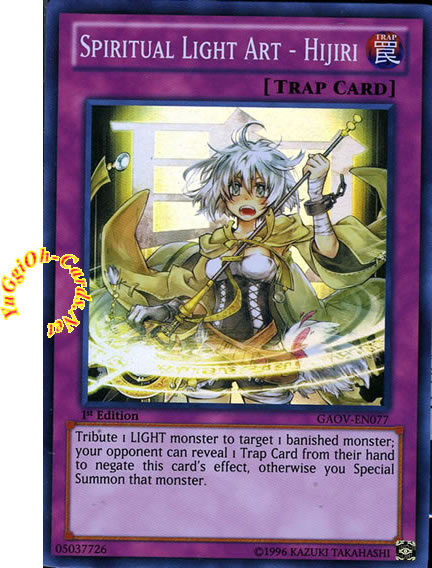 SPIRITUAL LIGHT ART - HIJIRI
TRAP
罠
[TRAP CARD]
YuGgiOh-Cards.Net
1st Edition
GAOV-EN077
Tribute 1 LIGHT monster to target 1 banished monster;
your opponent can reveal 1 Trap Card from their hand
to negate this card's effect, otherwise you Special
Summon that monster.
05037726
©1996 KAZUKI TAKAHASHI